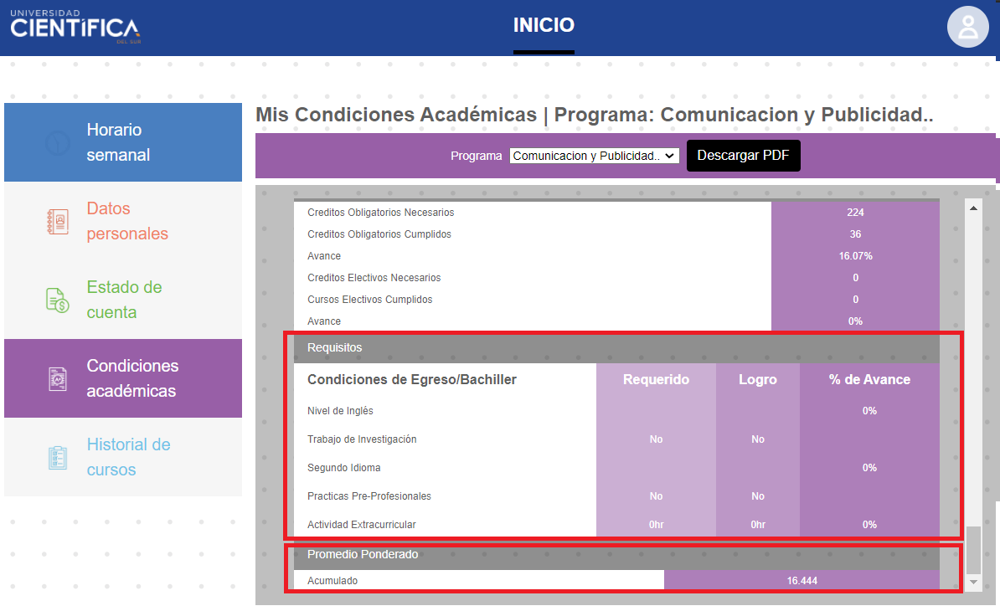 UNIVERSIDAD
CIENTÍFICA
DEL SUR
INICIO
Horario
semanal
Datos
personales
Estado de
cuenta
Condiciones
académicas
Historial de
cursos
Mis Condiciones Académicas | Programa: Comunicacion y Publicidad..
Programa Comunicacion y Publicidad.. Descargar PDF
Creditos Obligatorios Necesarios 224
Creditos Obligatorios Cumplidos 36
Avance 16.07%
Creditos Electivos Necesarios 0
Cursos Electivos Cumplidos 0
Avance 0%
Requisitos
Condiciones de Egreso/Bachiller Requerido Logro % de Avance
Nivel de Inglés 0%
Trabajo de Investigación No No
Segundo Idioma 0%
Practicas Pre-Profesionales No No
Actividad Extracurricular 0hr 0hr 0%
Promedio Ponderado
Acumulado 16.444